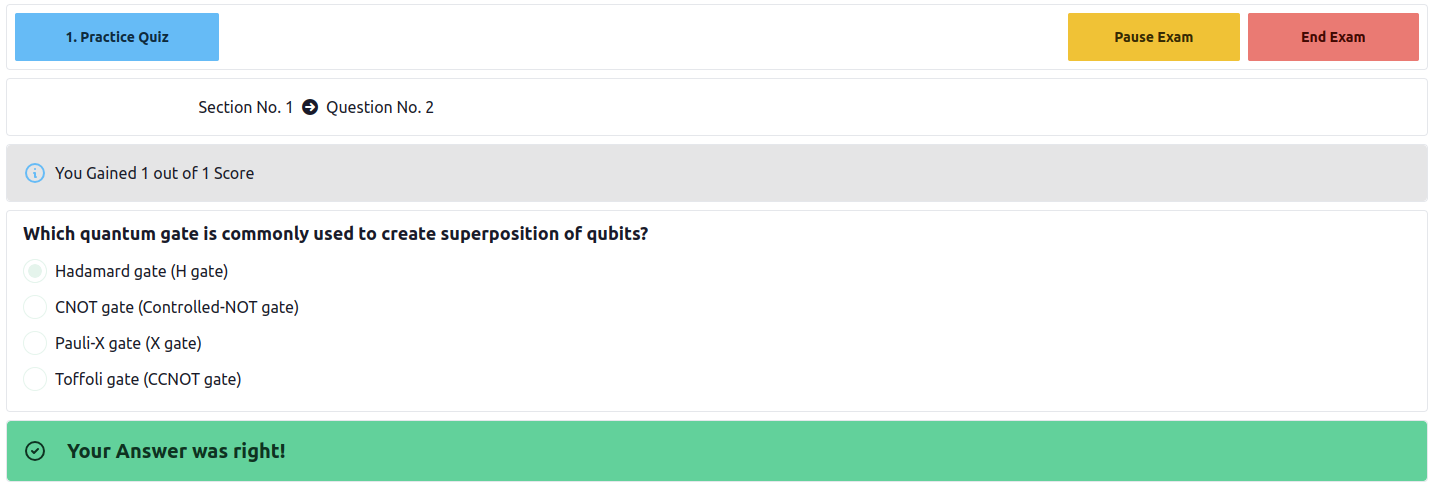 1. Practice Quiz
Pause Exam
End Exam
Section No. 1 Question No. 2
You Gained 1 out of 1 Score
Which quantum gate is commonly used to create superposition of qubits?
Hadamard gate (H gate)
CNOT gate (Controlled-NOT gate)
Pauli-X gate (X gate)
Toffoli gate (CCNOT gate)
Your Answer was right!